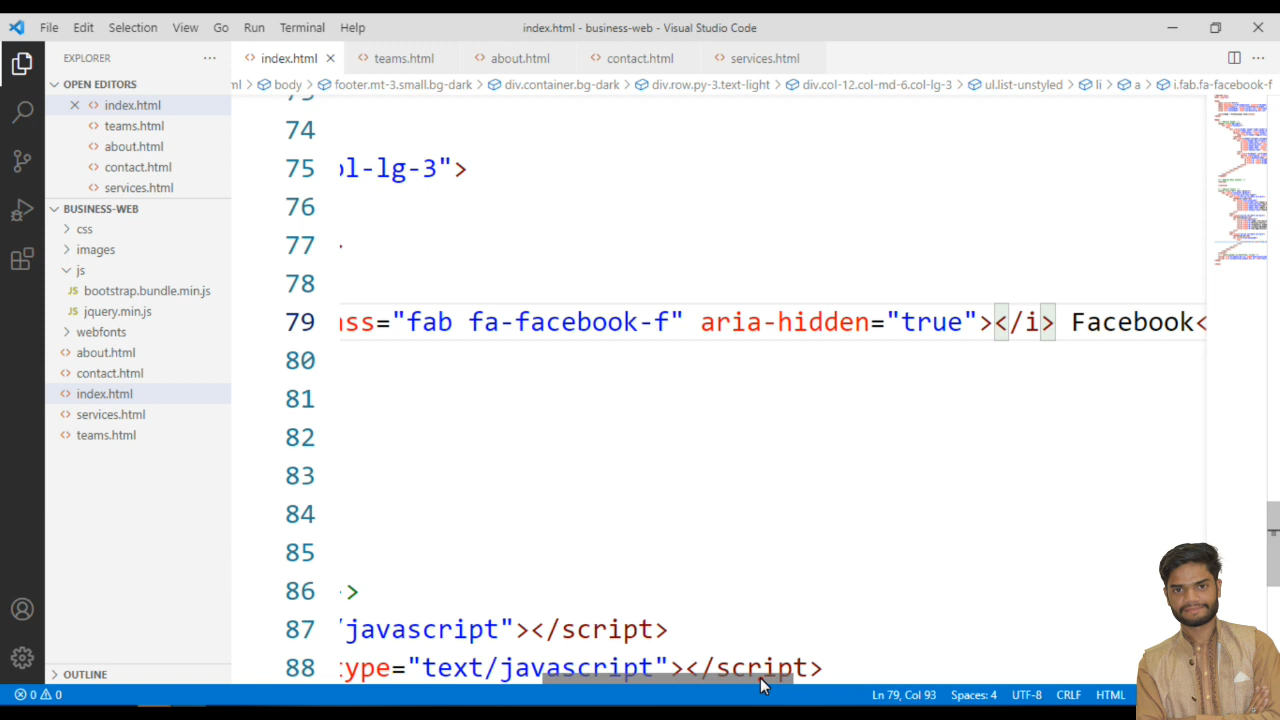 File Edit Selection View Go Run Terminal Help index.html - business-web - Visual Studio Code
EXPLORER
OPEN EDITORS
index.html
teams.html
about.html
contact.html
services.html
BUSINESS-WEB
css
images
js
JS bootstrap.bundle.min.js
JS jquery.min.js
webfonts
about.html
contact.html
index.html
services.html
teams.html
OUTLINE
index.html teams.html about.html contact.html services.html
ml > body > footer.mt-3.small.bg-dark > div.container.bg-dark > div.row.py-3.text-light > div.col-12.col-md-6.col-lg-3 > ul.list-unstyled > li > a > i.fab.fa-facebook-f
74
75 ol-lg-3">
76
77
78
79 ass="fab fa-facebook-f" aria-hidden="true"></i> Facebook<
80
81
82
83
84
85
86 ->
87 /javascript"></script>
88 type="text/javascript"></script>
0 0 Ln 79, Col 93 Spaces: 4 UTF-8 CRLF HTML